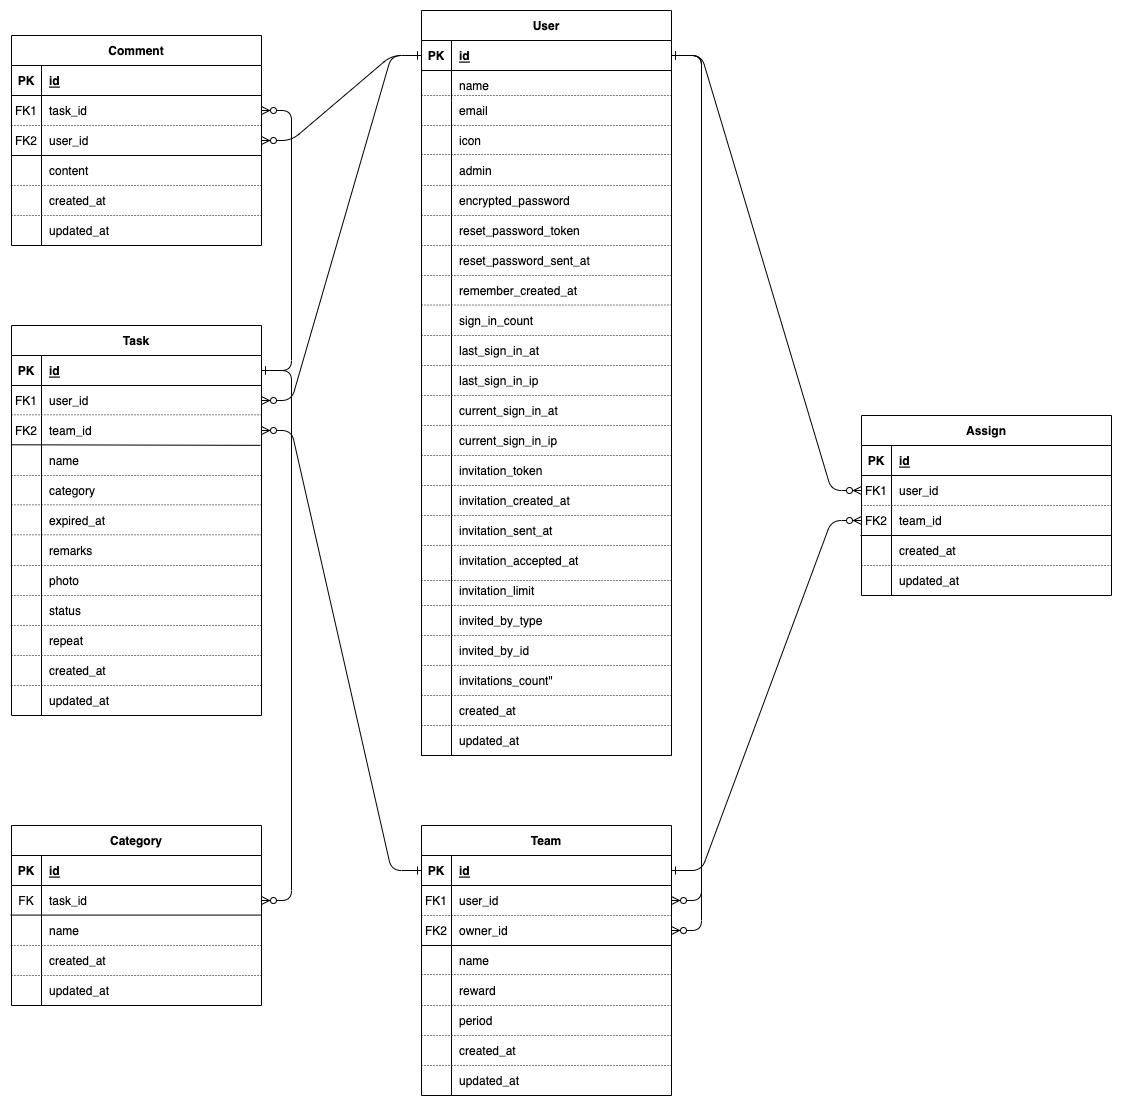 Comment
PK id
FK1 task_id
FK2 user_id
content
created_at
updated_at
Task
PK id
FK1 user_id
FK2 team_id
name
category
expired_at
remarks
photo
status
repeat
created_at
updated_at
Category
PK id
FK task_id
name
created_at
updated_at
User
PK id
name
email
icon
admin
encrypted_password
reset_password_token
reset_password_sent_at
remember_created_at
sign_in_count
last_sign_in_at
last_sign_in_ip
current_sign_in_at
current_sign_in_ip
invitation_token
invitation_created_at
invitation_sent_at
invitation_accepted_at
invitation_limit
invited_by_type
invited_by_id
invitations_count"
created_at
updated_at
Team
PK id
FK1 user_id
FK2 owner_id
name
reward
period
created_at
updated_at
Assign
PK id
FK1 user_id
FK2 team_id
created_at
updated_at